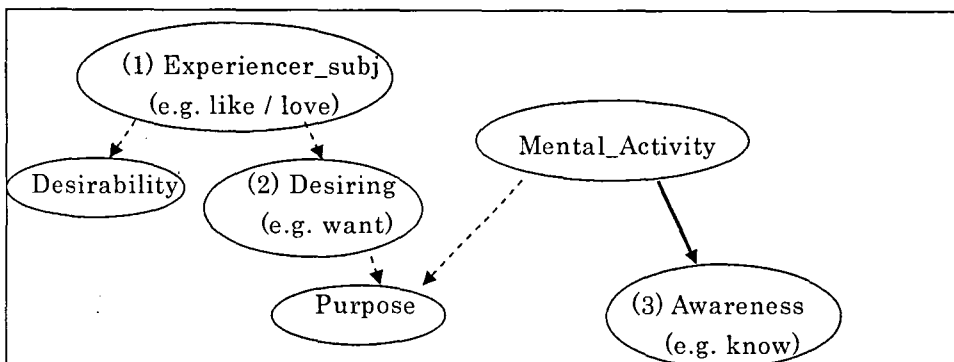 (1) Experiencer_subj
(e.g. like / love)
Mental_Activity
Desirability
(2) Desiring
(e.g. want)
Purpose
(3) Awareness
(e.g. know)